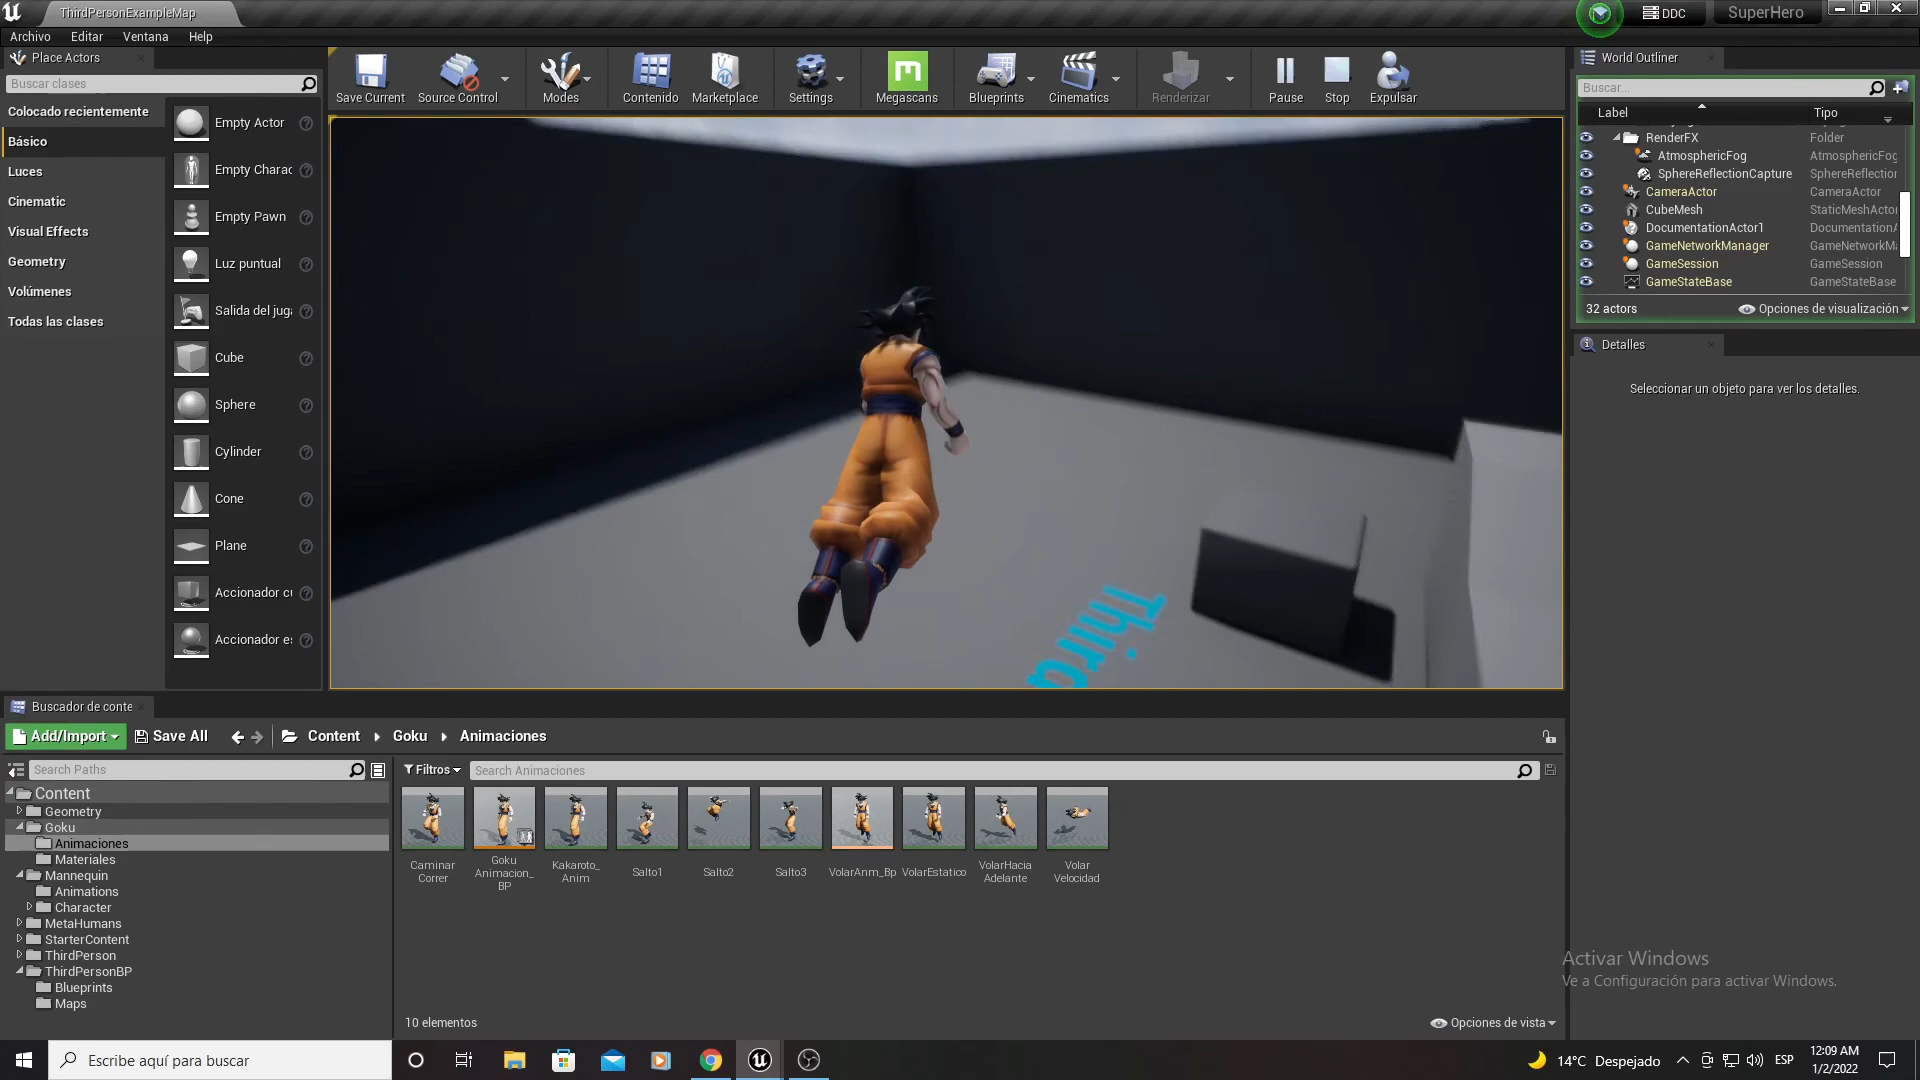 ThirdPersonExampleMap
DDC
SuperHero
Archivo
Editar
Ventana
Help
Place Actors
Buscar clases
Colocado recientemente
Básico
Luces
Cinematic
Visual Effects
Geometry
Volúmenes
Todas las clases
Empty Actor
Empty Charac
Empty Pawn
Luz puntual
Salida del juga
Cube
Sphere
Cylinder
Cone
Plane
Accionador cu
Accionador es
Save Current
Source Control
Modes
Contenido
Marketplace
Settings
Megascans
Blueprints
Cinematics
Renderizar
Pause
Stop
Expulsar
Third
World Outliner
Buscar...
Label
Tipo
RenderFX
Folder
AtmosphericFog
AtmosphericFog
SphereReflectionCapture
SphereReflection
CameraActor
CameraActor
CubeMesh
StaticMeshActor
DocumentationActor1
DocumentationA
GameNetworkManager
GameNetworkMa
GameSession
GameSession
GameStateBase
GameStateBase
32 actors
Opciones de visualización
Detalles
Seleccionar un objeto para ver los detalles.
Buscador de conte
Add/Import
Save All
Content
Goku
Animaciones
Search Paths
Filtros
Search Animaciones
Content
Geometry
Goku
Animaciones
Materiales
Mannequin
Animations
Character
MetaHumans
StarterContent
ThirdPerson
ThirdPersonBP
Blueprints
Maps
Caminar
Correr
Goku
Animacion_
BP
Kakaroto_
Anim
Salto1
Salto2
Salto3
VolarAnm_Bp
VolarEstatico
VolarHacia
Adelante
Volar
Velocidad
10 elementos
Opciones de vista
Activar Windows
Ve a Configuración para activar Windows.
Escribe aquí para buscar
14°C Despejado
ESP
12:09 AM
1/2/2022